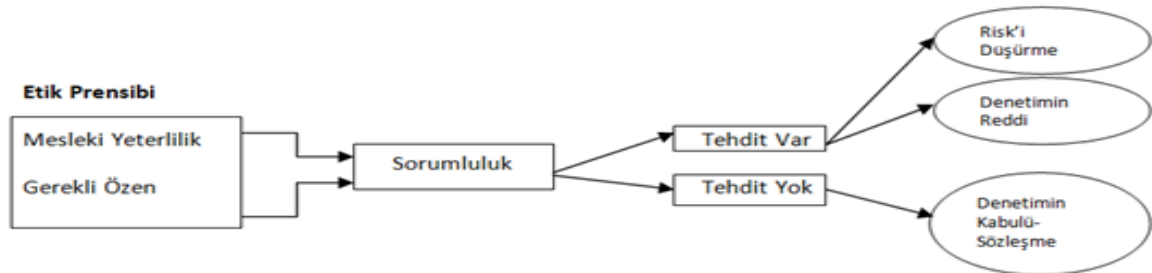 Etik Prensibi
Mesleki Yeterlilik
Gerekli Özen
Sorumluluk
Tehdit Var
Tehdit Yok
Risk'i
Düşürme
Denetimin
Reddi
Denetimin
Kabulü-
Sözleşme